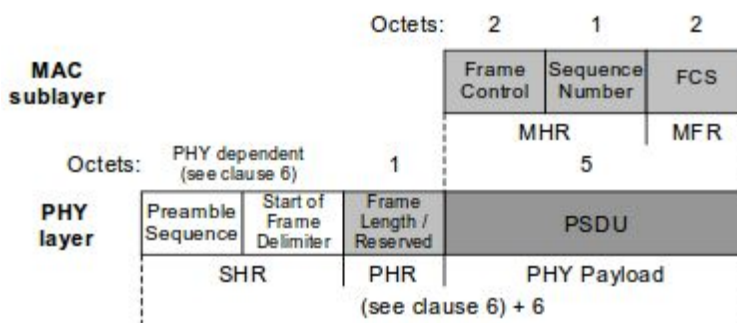 Octets: 2 1 2
MAC
sublayer
Frame
Control
Sequence
Number
FCS
MHR MFR
Octets: PHY dependent
(see clause 6)
1 5
PHY
layer
Preamble
Sequence
Start of
Frame
Delimiter
Frame
Length /
Reserved
PSDU
SHR PHR PHY Payload
(see clause 6) + 6